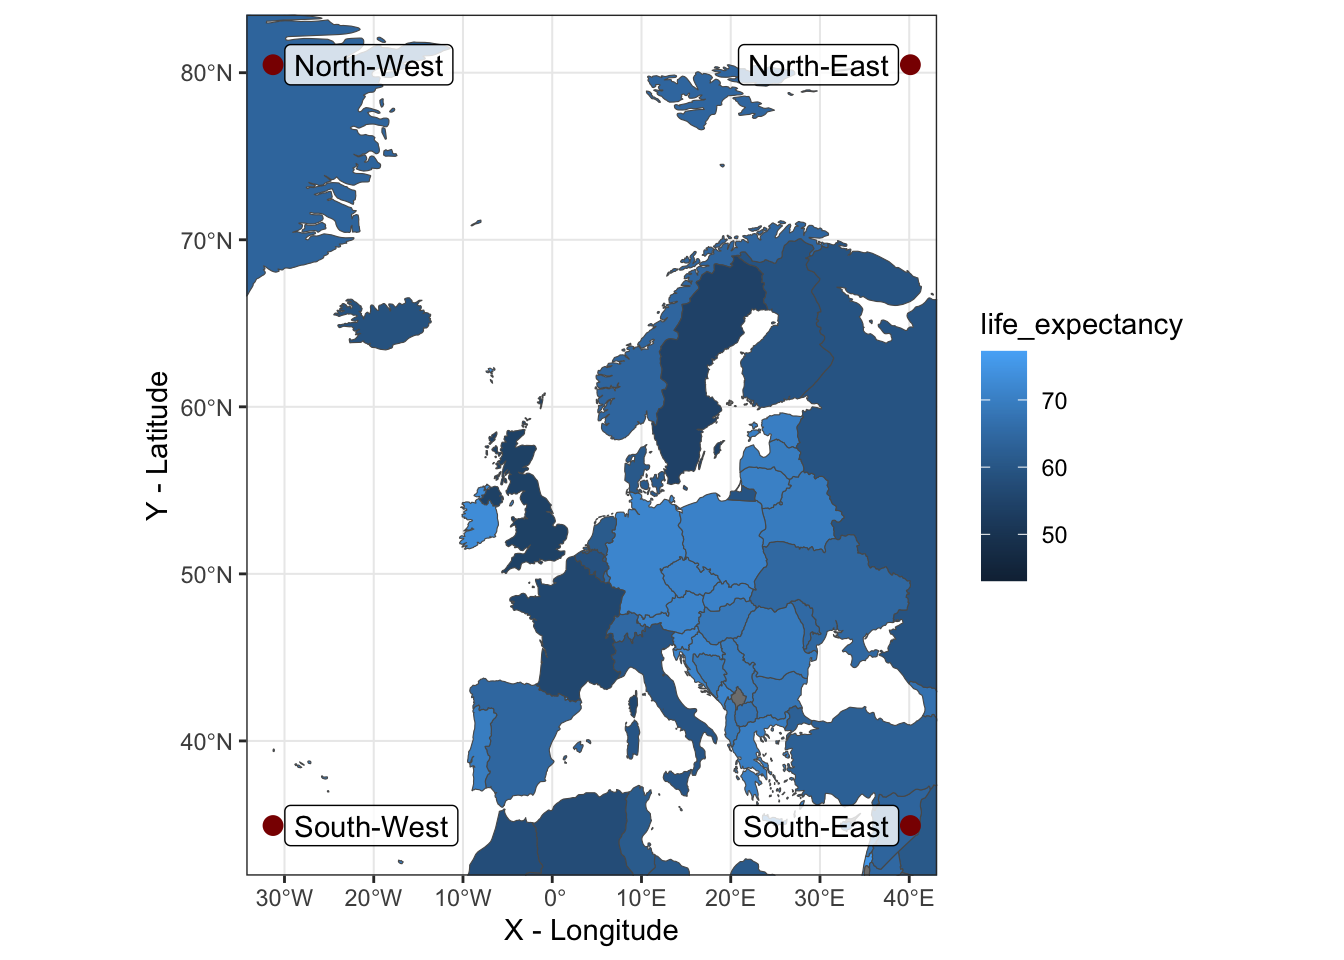 80°N
70°N
60°N
50°N
40°N
Y - Latitude
North-West
North-East
South-West
South-East
30°W
20°W
10°W
0°
10°E
20°E
30°E
40°E
X - Longitude
life_expectancy
70
60
50